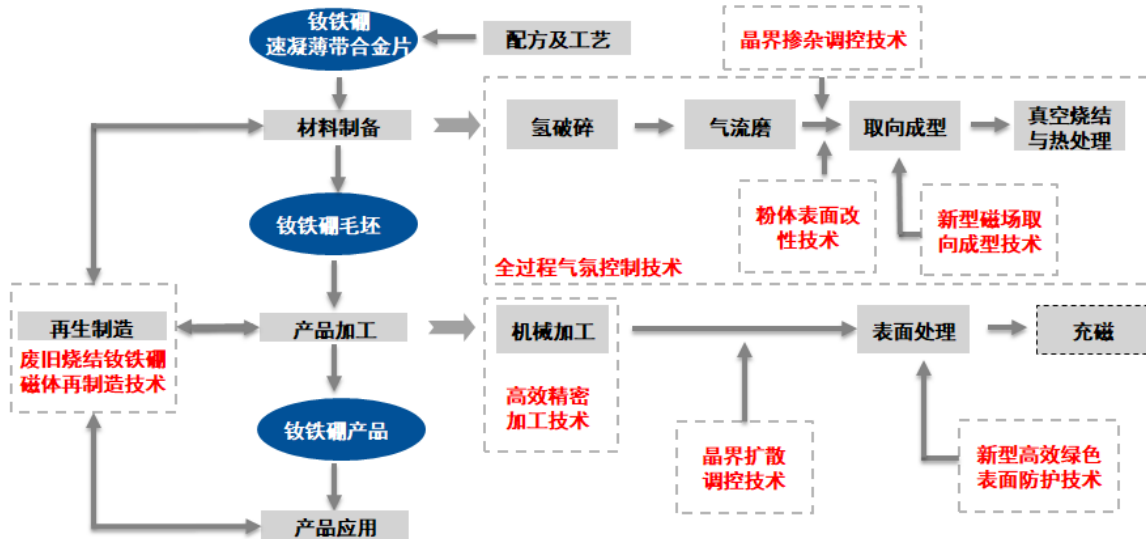 钕铁硼
速凝薄带合金片
配方及工艺
晶界掺杂调控技术
材料制备
氢破碎
气流磨
取向成型
真空烧结
与热处理
钕铁硼毛坯
粉体表面改
性技术
新型磁场取
向成型技术
全过程气氛控制技术
再生制造
废旧烧结钕铁硼
磁体再制造技术
产品加工
机械加工
高效精密
加工技术
表面处理
充磁
钕铁硼产品
晶界扩散
调控技术
新型高效绿色
表面防护技术
产品应用